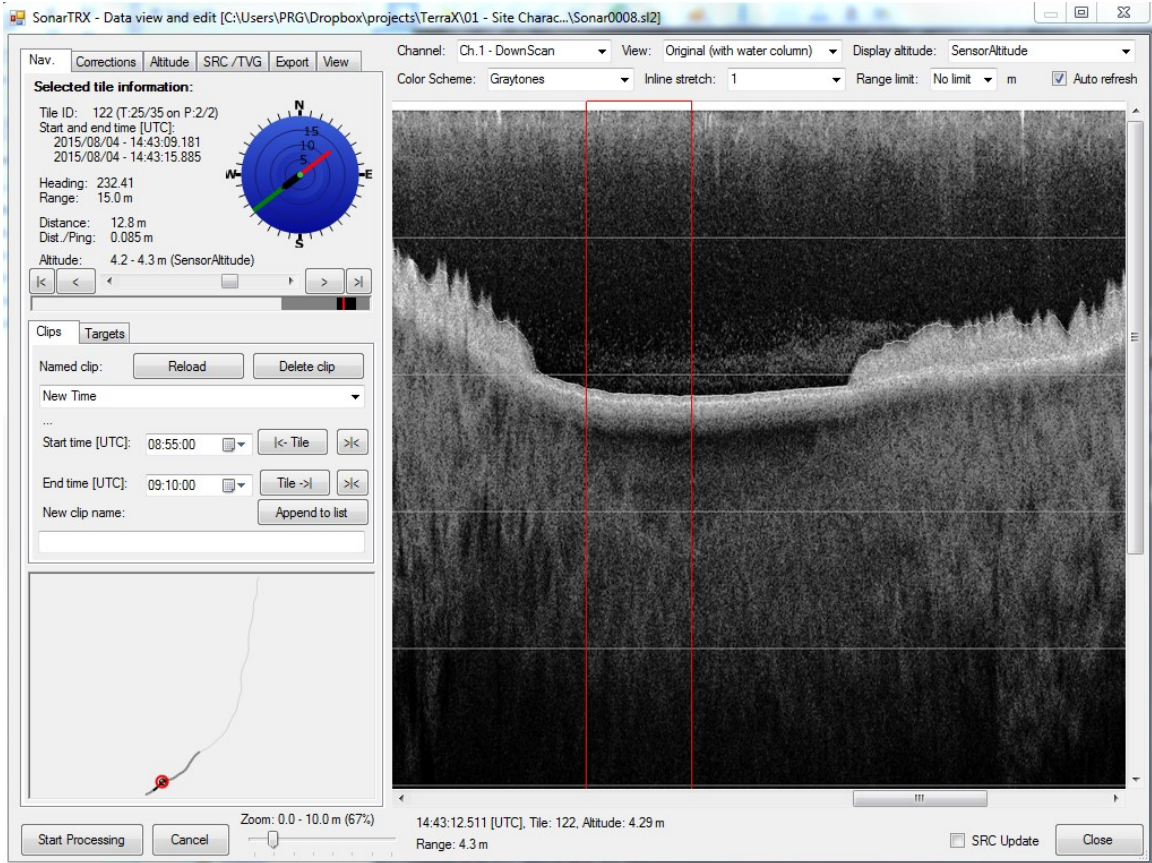 SonarTRX - Data view and edit [C:\Users\PRG\Dropbox\projects\TerraX\01 - Site Charac...\Sonar0008.sl2]
Channel: Ch.1 - DownScan View: Original (with water column) Display altitude: SensorAltitude
Color Scheme: Graytones Inline stretch: 1 Range limit: No limit m Auto refresh
Nav. Corrections Altitude SRC /TVG Export View
Selected tile information:
Tile ID: 122 (T:25/35 on P:2/2)
Start and end time [UTC]:
2015/08/04 - 14:43:09.181
2015/08/04 - 14:43:15.885
Heading: 232.41
Range: 15.0 m
Distance: 12.8 m
Dist./Ping: 0.085 m
Altitude: 4.2 - 4.3 m (SensorAltitude)
N
15
10
5
W E
S
|< < > >|
Clips Targets
Named clip: Reload Delete clip
New Time
...
Start time [UTC]: 08:55:00 |<- Tile >|<
End time [UTC]: 09:10:00 Tile ->| >|<
New clip name: Append to list
Zoom: 0.0 - 10.0 m (67%)
Start Processing Cancel
14:43:12.511 [UTC], Tile: 122, Altitude: 4.29 m
Range: 4.3 m
SRC Update Close